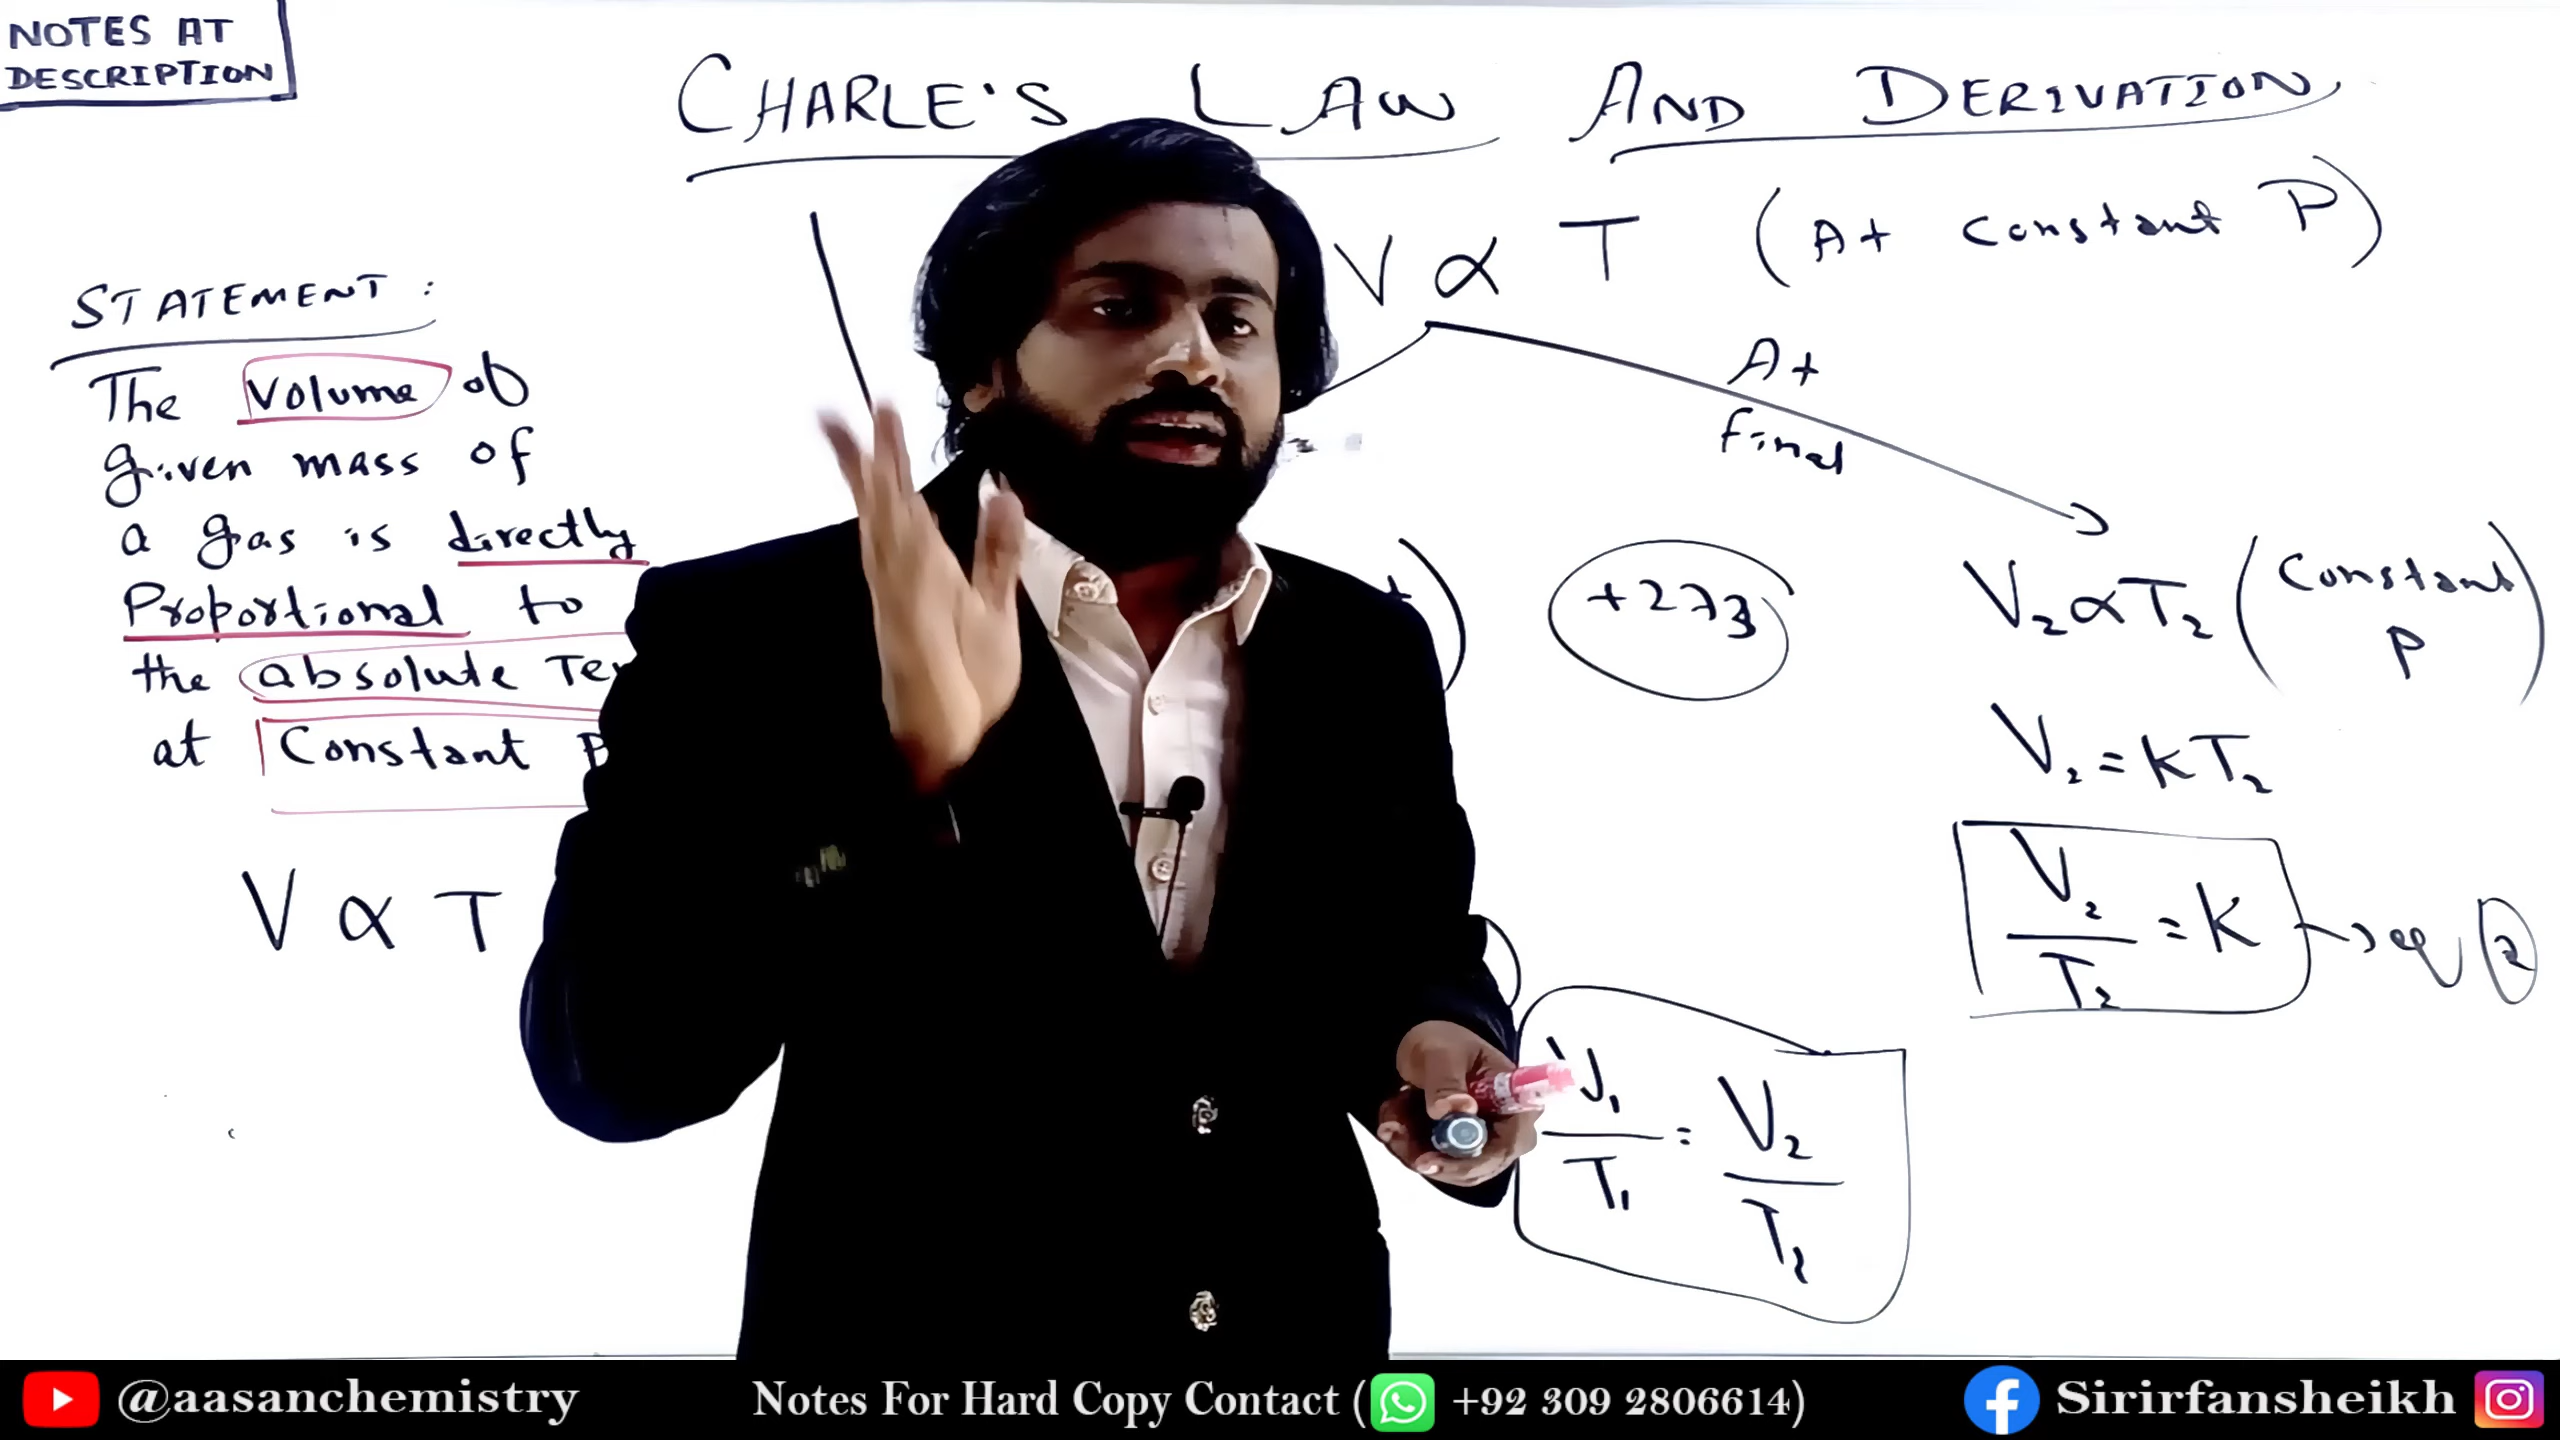 NOTES AT
DESCRIPTION
CHARLE'S LAW AND DERIVATION
V ∝ T (At constant P)
STATEMENT:
The Volume of
given mass of
a gas is directly
Proportional to
the absolute
at Constant
V ∝ T
At
final
+273
V₂ ∝ T₂ (Constant
P)
V₂ = kT₂
V₂/T₂ = k → eq ②
V₁/T₁ = V₂/T₂
@aasanchemistry
Notes For Hard Copy Contact ( +92 309 2806614)
Sirirfansheikh